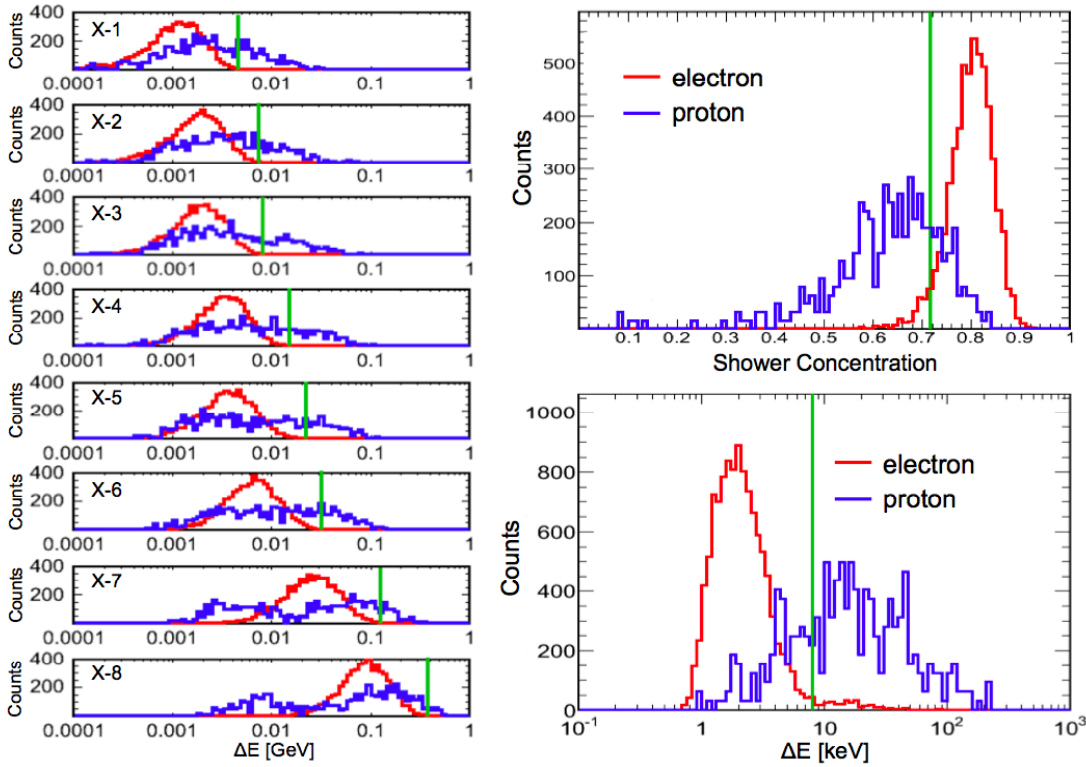 X-1
Counts
400
200
0.0001 0.001 0.01 0.1 1
X-2
Counts
400
200
0.0001 0.001 0.01 0.1 1
X-3
Counts
400
200
0.0001 0.001 0.01 0.1 1
X-4
Counts
400
200
0.0001 0.001 0.01 0.1 1
X-5
Counts
400
200
0.0001 0.001 0.01 0.1 1
X-6
Counts
400
200
0.0001 0.001 0.01 0.1 1
X-7
Counts
400
200
0.0001 0.001 0.01 0.1 1
X-8
Counts
400
200
0.0001 0.001 0.01 0.1 1
ΔE [GeV]
electron
proton
Counts
500
400
300
200
100
0.1 0.2 0.3 0.4 0.5 0.6 0.7 0.8 0.9 1
Shower Concentration
electron
proton
Counts
1000
800
600
400
200
0
10⁻¹ 1 10 10² 10³
ΔE [keV]